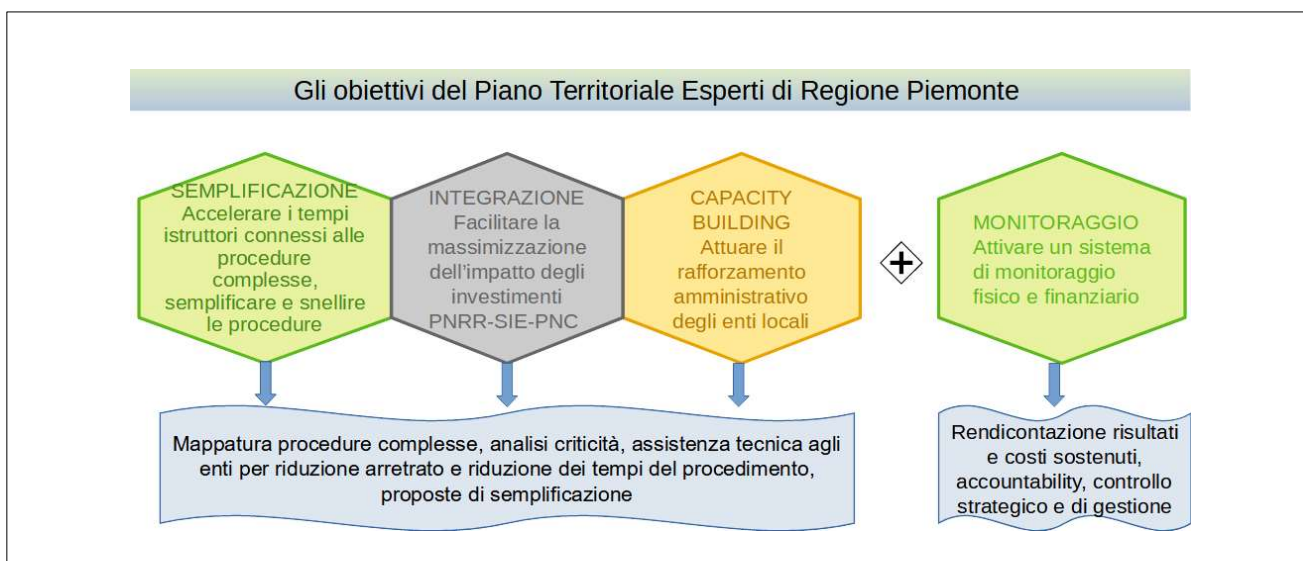 Gli obiettivi del Piano Territoriale Esperti di Regione Piemonte
SEMPLIFICAZIONE
Accelerare i tempi
istruttori connessi alle
procedure
complesse,
semplificare e snellire
le procedure
INTEGRAZIONE
Facilitare la
massimizzazione
dell'impatto degli
investimenti
PNRR-SIE-PNC
CAPACITY
BUILDING
Attuare il
rafforzamento
amministrativo
degli enti locali
MONITORAGGIO
Attivare un sistema
di monitoraggio
fisico e finanziario
Mappatura procedure complesse, analisi criticità, assistenza tecnica agli
enti per riduzione arretrato e riduzione dei tempi del procedimento,
proposte di semplificazione
Rendicontazione risultati
e costi sostenuti,
accountability, controllo
strategico e di gestione